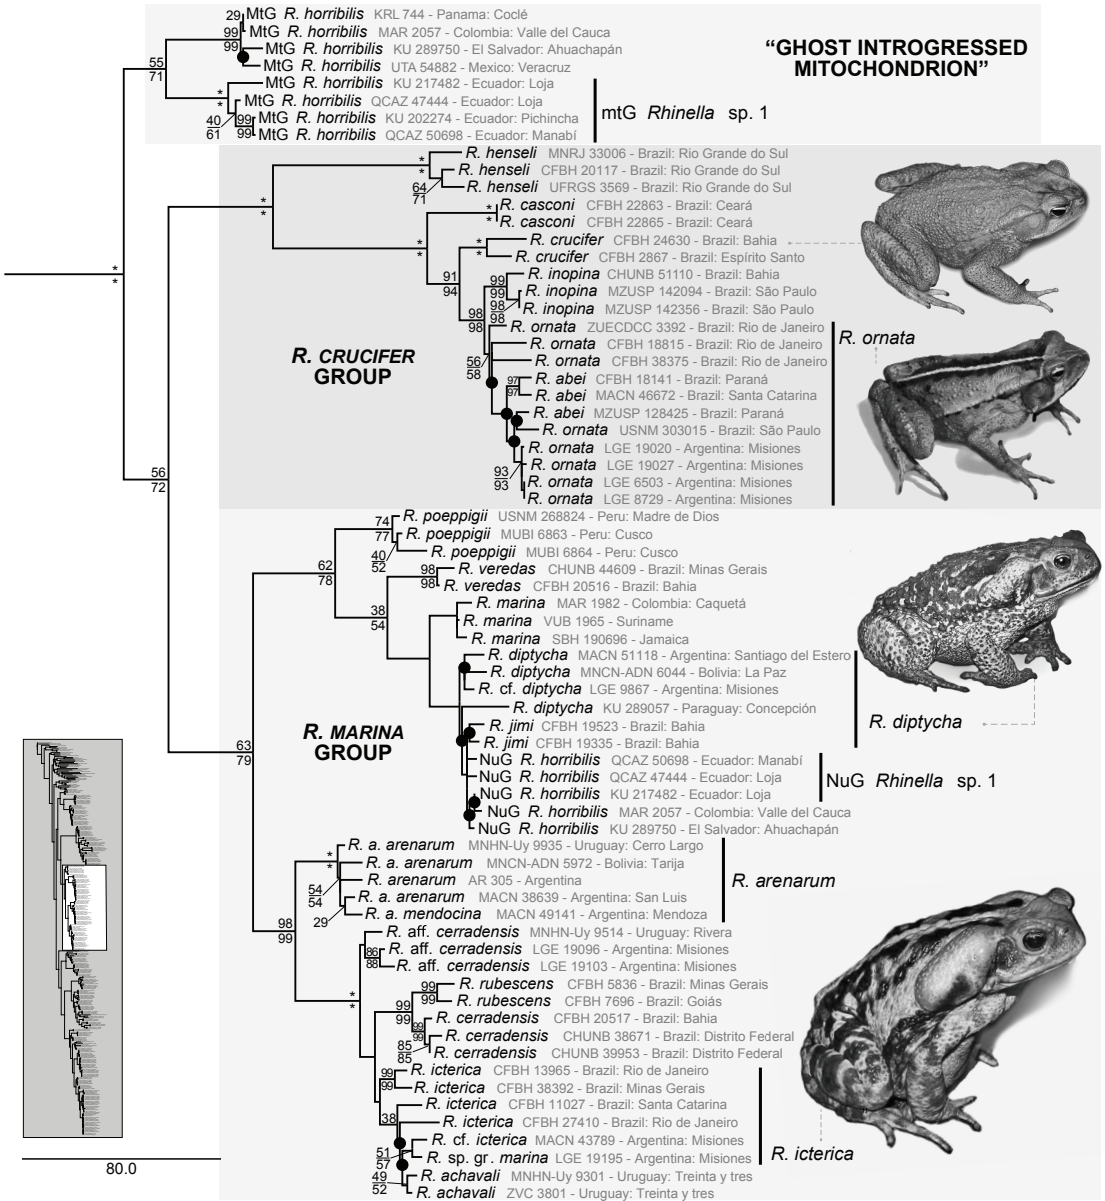 29 MtG R. horribilis KRL 744 - Panama: Coclé
99 MtG R. horribilis MAR 2057 - Colombia: Valle del Cauca
99 MtG R. horribilis KU 289750 - El Salvador: Ahuachapán
MtG R. horribilis UTA 54882 - Mexico: Veracruz
“GHOST INTROGRESSED
MITOCHONDRION”
55
71
MtG R. horribilis KU 217482 - Ecuador: Loja
*
*
MtG R. horribilis QCAZ 47444 - Ecuador: Loja
40
61
99
99
MtG R. horribilis KU 202274 - Ecuador: Pichincha
MtG R. horribilis QCAZ 50698 - Ecuador: Manabí
mtG Rhinella sp. 1
R. henseli MNRJ 33006 - Brazil: Rio Grande do Sul
*
*
R. henseli CFBH 20117 - Brazil: Rio Grande do Sul
64
71
R. henseli UFRGS 3569 - Brazil: Rio Grande do Sul
*
*
*
*
R. casconi CFBH 22863 - Brazil: Ceará
R. casconi CFBH 22865 - Brazil: Ceará
*
*
*
*
R. crucifer CFBH 24630 - Brazil: Bahia
R. crucifer CFBH 2867 - Brazil: Espírito Santo
*
*
91
94
99
99
R. inopina CHUNB 51110 - Brazil: Bahia
R. inopina MZUSP 142094 - Brazil: São Paulo
98
98
R. inopina MZUSP 142356 - Brazil: São Paulo
98
98
R. ornata ZUECDCC 3392 - Brazil: Rio de Janeiro
R. ornata CFBH 18815 - Brazil: Rio de Janeiro
R. ornata
56
58
R. ornata CFBH 38375 - Brazil: Rio de Janeiro
R. CRUCIFER
GROUP
97
97
R. abei CFBH 18141 - Brazil: Paraná
R. abei MACN 46672 - Brazil: Santa Catarina
R. abei MZUSP 128425 - Brazil: Paraná
R. ornata USNM 303015 - Brazil: São Paulo
R. ornata LGE 19020 - Argentina: Misiones
93
93
R. ornata LGE 19027 - Argentina: Misiones
R. ornata LGE 6503 - Argentina: Misiones
R. ornata LGE 8729 - Argentina: Misiones
56
72
74
77
R. poeppigii USNM 268824 - Peru: Madre de Dios
R. poeppigii MUBI 6863 - Peru: Cusco
40
52
R. poeppigii MUBI 6864 - Peru: Cusco
62
78
98
98
R. veredas CHUNB 44609 - Brazil: Minas Gerais
R. veredas CFBH 20516 - Brazil: Bahia
38
54
R. marina MAR 1982 - Colombia: Caquetá
R. marina VUB 1965 - Suriname
R. marina SBH 190696 - Jamaica
R. diptycha MACN 51118 - Argentina: Santiago del Estero
R. diptycha MNCN-ADN 6044 - Bolivia: La Paz
R. cf. diptycha LGE 9867 - Argentina: Misiones
R. diptycha KU 289057 - Paraguay: Concepción
R. diptycha
R. jimi CFBH 19523 - Brazil: Bahia
R. jimi CFBH 19335 - Brazil: Bahia
R. MARINA
GROUP
63
79
NuG R. horribilis QCAZ 50698 - Ecuador: Manabí
NuG R. horribilis QCAZ 47444 - Ecuador: Loja
NuG Rhinella sp. 1
NuG R. horribilis KU 217482 - Ecuador: Loja
NuG R. horribilis MAR 2057 - Colombia: Valle del Cauca
NuG R. horribilis KU 289750 - El Salvador: Ahuachapán
R. a. arenarum MNHN-Uy 9935 - Uruguay: Cerro Largo
*
*
R. a. arenarum MNCN-ADN 5972 - Bolivia: Tarija
54
54
R. arenarum AR 305 - Argentina
R. arenarum
R. a. arenarum MACN 38639 - Argentina: San Luis
29
R. a. mendocina MACN 49141 - Argentina: Mendoza
98
99
R. aff. cerradensis MNHN-Uy 9514 - Uruguay: Rivera
86
88
R. aff. cerradensis LGE 19096 - Argentina: Misiones
R. aff. cerradensis LGE 19103 - Argentina: Misiones
*
*
99
99
R. rubescens CFBH 5836 - Brazil: Minas Gerais
R. rubescens CFBH 7696 - Brazil: Goiás
99
99
R. cerradensis CFBH 20517 - Brazil: Bahia
99
99
R. cerradensis CHUNB 38671 - Brazil: Distrito Federal
85
85
R. cerradensis CHUNB 39953 - Brazil: Distrito Federal
99
99
R. icterica CFBH 13965 - Brazil: Rio de Janeiro
R. icterica CFBH 38392 - Brazil: Minas Gerais
R. icterica CFBH 11027 - Brazil: Santa Catarina
38
R. icterica CFBH 27410 - Brazil: Rio de Janeiro
R. cf. icterica MACN 43789 - Argentina: Misiones
51
57
R. sp. gr. marina LGE 19195 - Argentina: Misiones
R. icterica
49
52
R. achavali MNHN-Uy 9301 - Uruguay: Treinta y tres
R. achavali ZVC 3801 - Uruguay: Treinta y tres
80.0